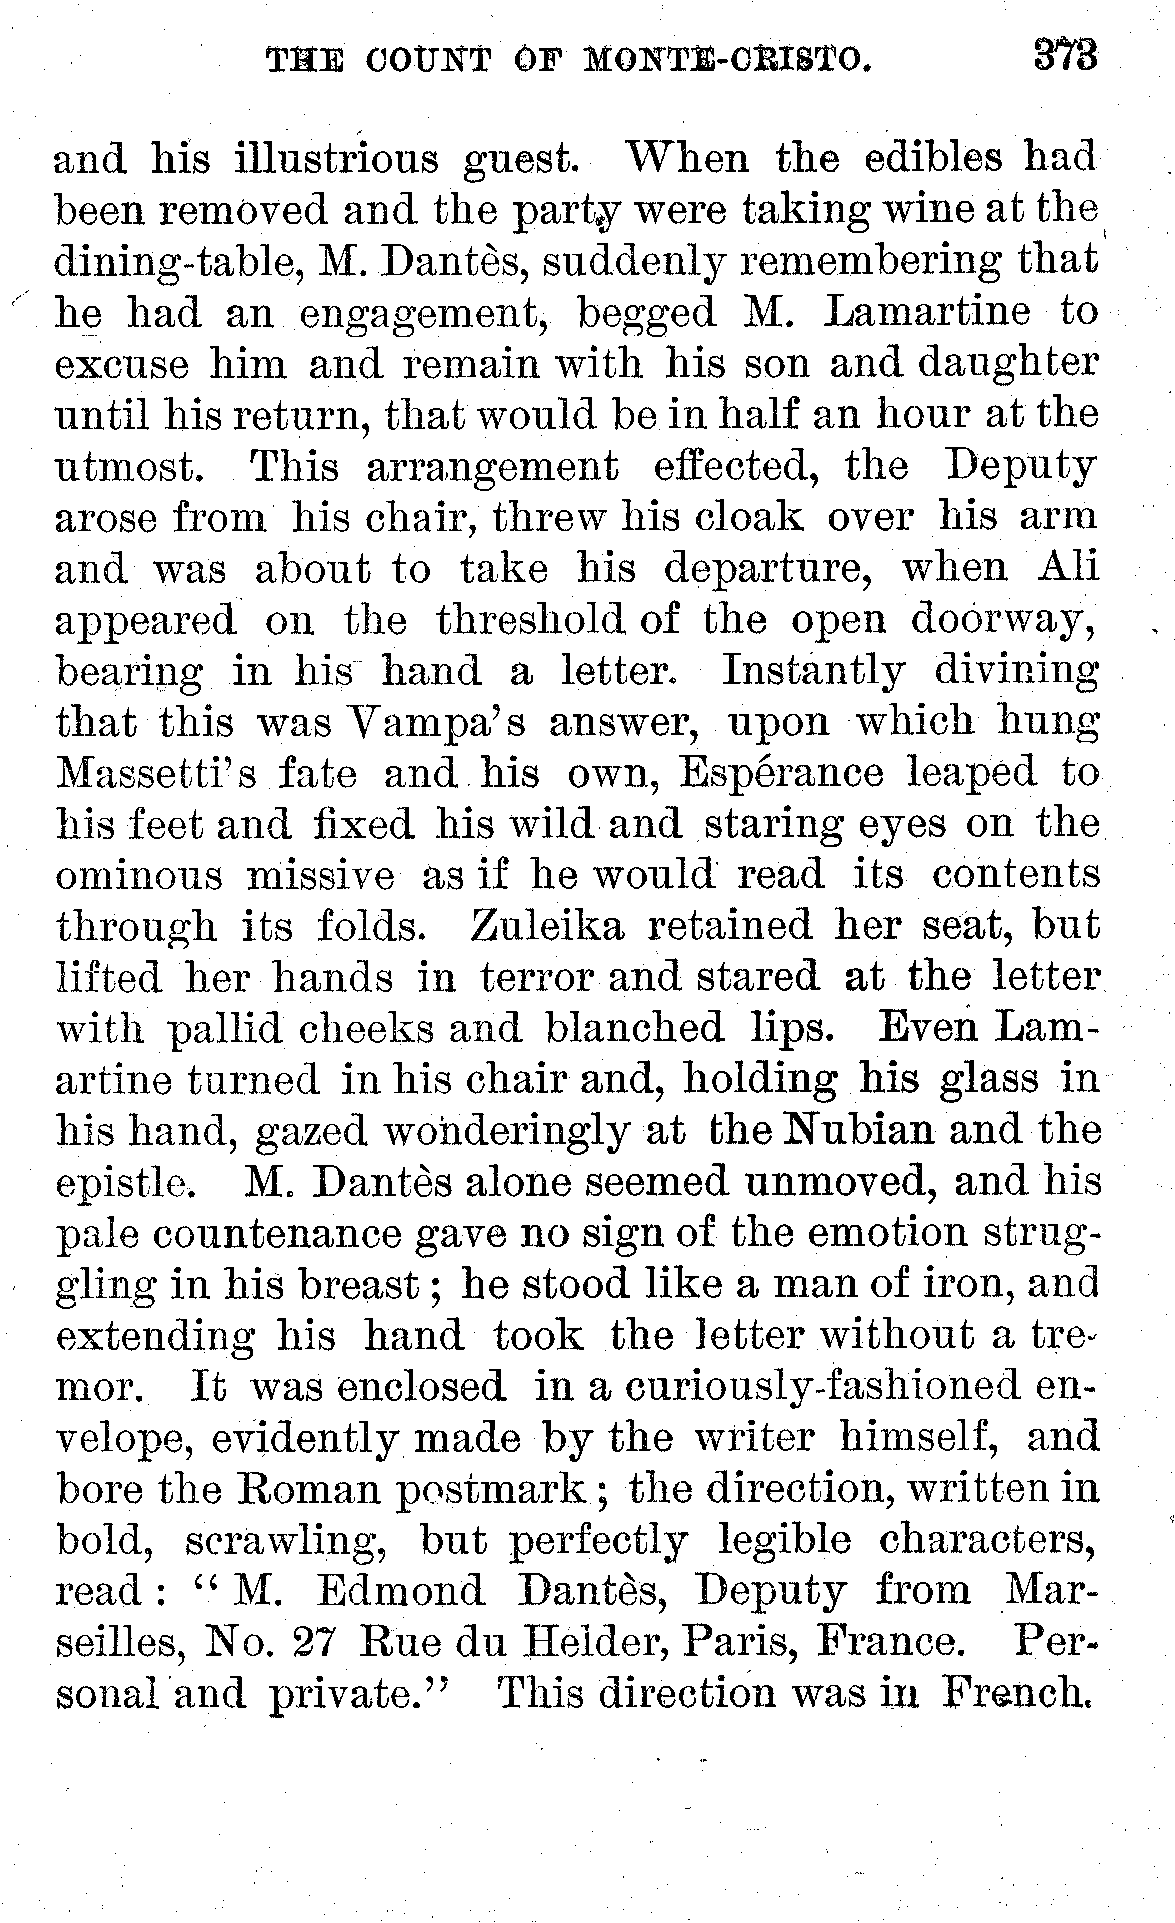 THE COUNT OF MONTE-CRISTO. 373
and his illustrious guest. When the edibles had
been removed and the party were taking wine at the
dining-table, M. Dantès, suddenly remembering that
he had an engagement, begged M. Lamartine to
excuse him and remain with his son and daughter
until his return, that would be in half an hour at the
utmost. This arrangement effected, the Deputy
arose from his chair, threw his cloak over his arm
and was about to take his departure, when Ali
appeared on the threshold of the open doorway,
bearing in his hand a letter. Instantly divining
that this was Vampa's answer, upon which hung
Massetti's fate and his own, Espérance leaped to
his feet and fixed his wild and staring eyes on the
ominous missive as if he would read its contents
through its folds. Zuleika retained her seat, but
lifted her hands in terror and stared at the letter
with pallid cheeks and blanched lips. Even Lam-
artine turned in his chair and, holding his glass in
his hand, gazed wonderingly at the Nubian and the
epistle. M. Dantès alone seemed unmoved, and his
pale countenance gave no sign of the emotion strug-
gling in his breast; he stood like a man of iron, and
extending his hand took the letter without a tre-
mor. It was enclosed in a curiously-fashioned en-
velope, evidently made by the writer himself, and
bore the Roman postmark; the direction, written in
bold, scrawling, but perfectly legible characters,
read: "M. Edmond Dantès, Deputy from Mar-
seilles, No. 27 Rue du Helder, Paris, France. Per-
sonal and private." This direction was in French.